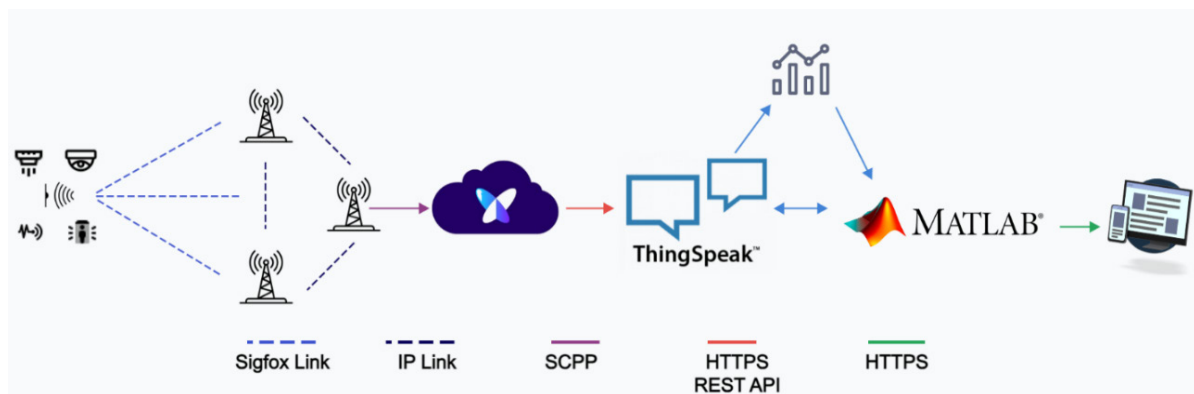 ThingSpeak™
MATLAB®
Sigfox Link
IP Link
SCPP
HTTPS
REST API
HTTPS